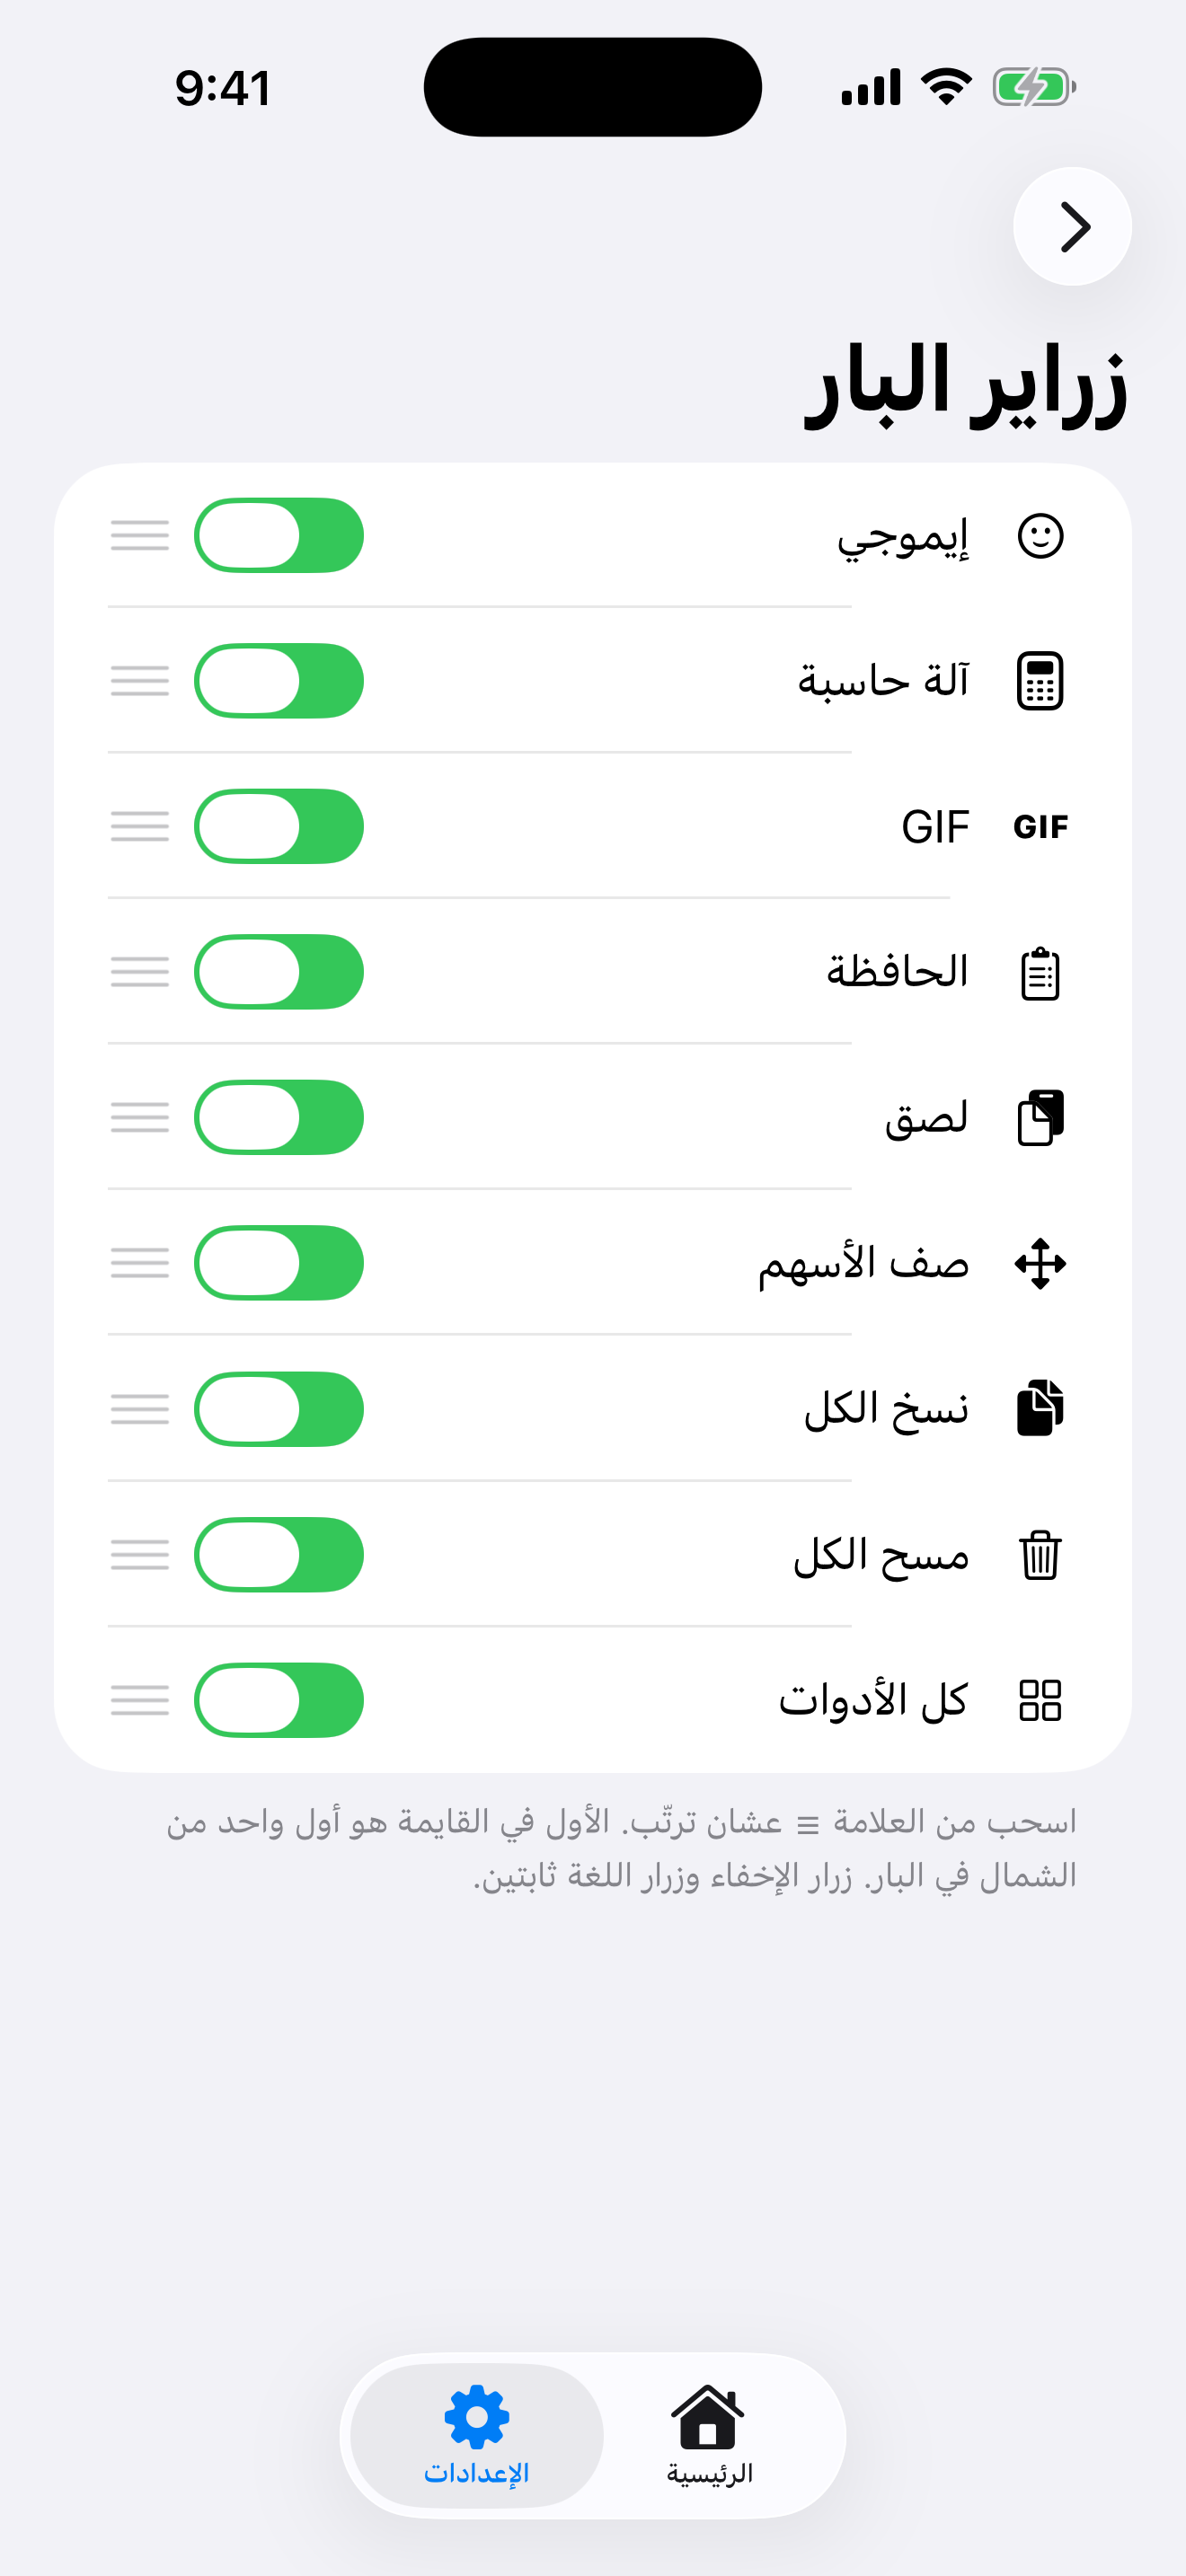 9:41
زراير البار
إيموجي
آلة حاسبة
GIF GIF
الحافظة
لصق
صف الأسهم
نسخ الكل
مسح الكل
كل الأدوات
اسحب من العلامة ≡ عشان ترتّب. الأول في القايمة هو أول واحد من
الشمال في البار. زرار الإخفاء وزرار اللغة ثابتين.
الرئيسية
الإعدادات